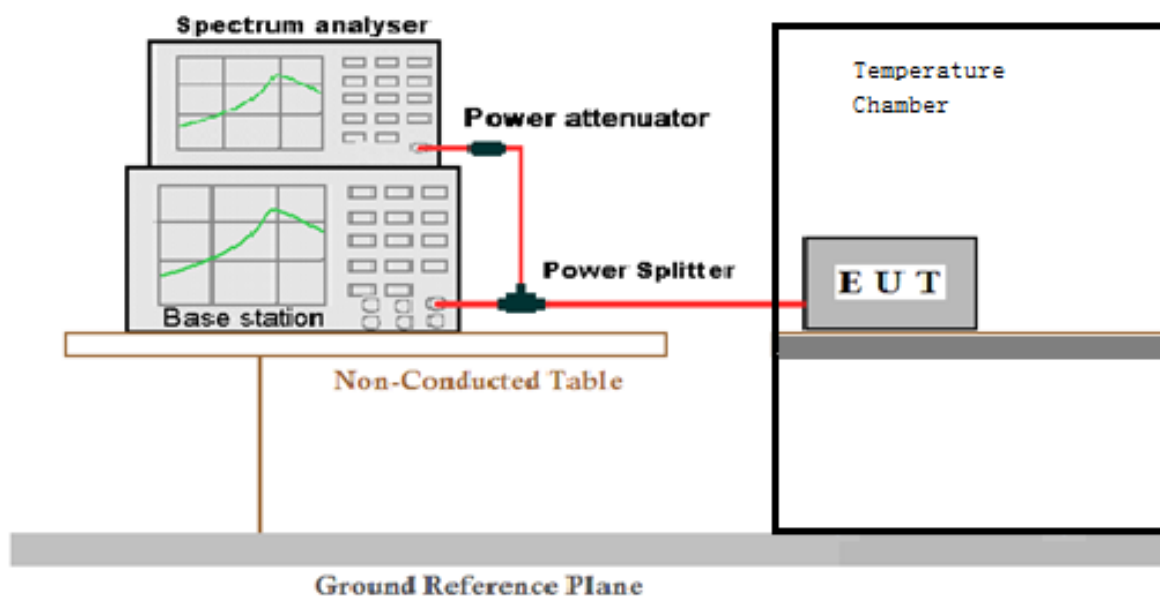 Spectrum analyser
Temperature
Chamber
Power attenuator
Power Splitter
E U T
Base station
Non-Conducted Table
Ground Reference Plane